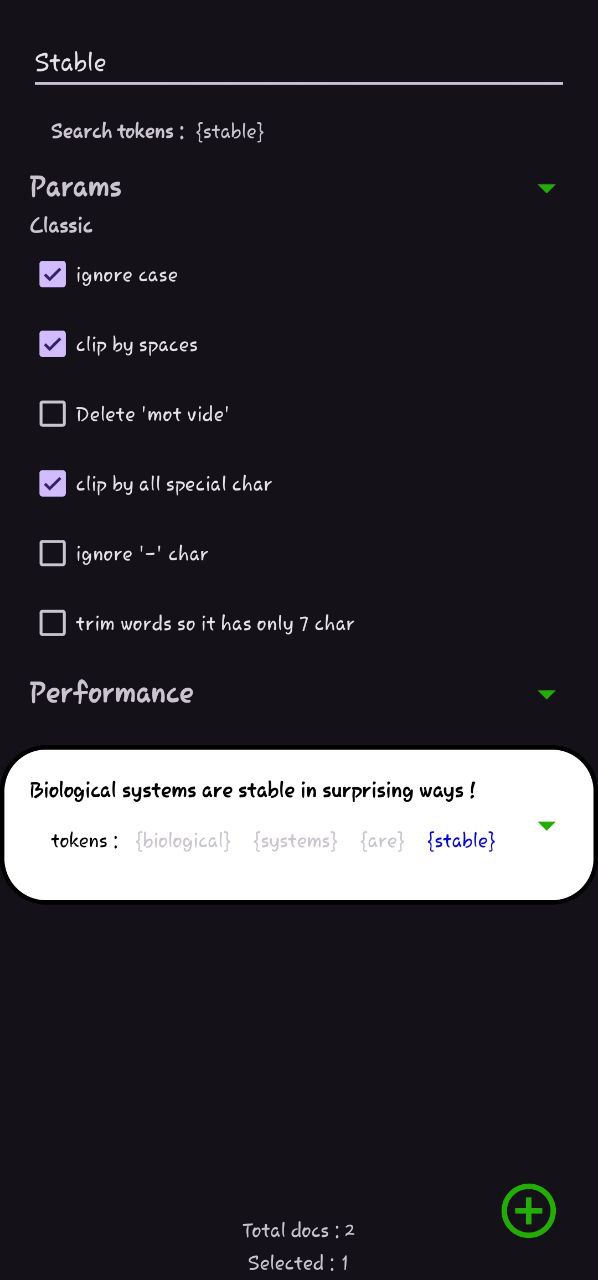 Stable
Search tokens : {stable}
Params
Classic
ignore case
clip by spaces
Delete 'mot vide'
clip by all special char
ignore '-' char
trim words so it has only 7 char
Performance
Biological systems are stable in surprising ways !
tokens : {biological} {systems} {are} {stable}
Total docs : 2
Selected : 1